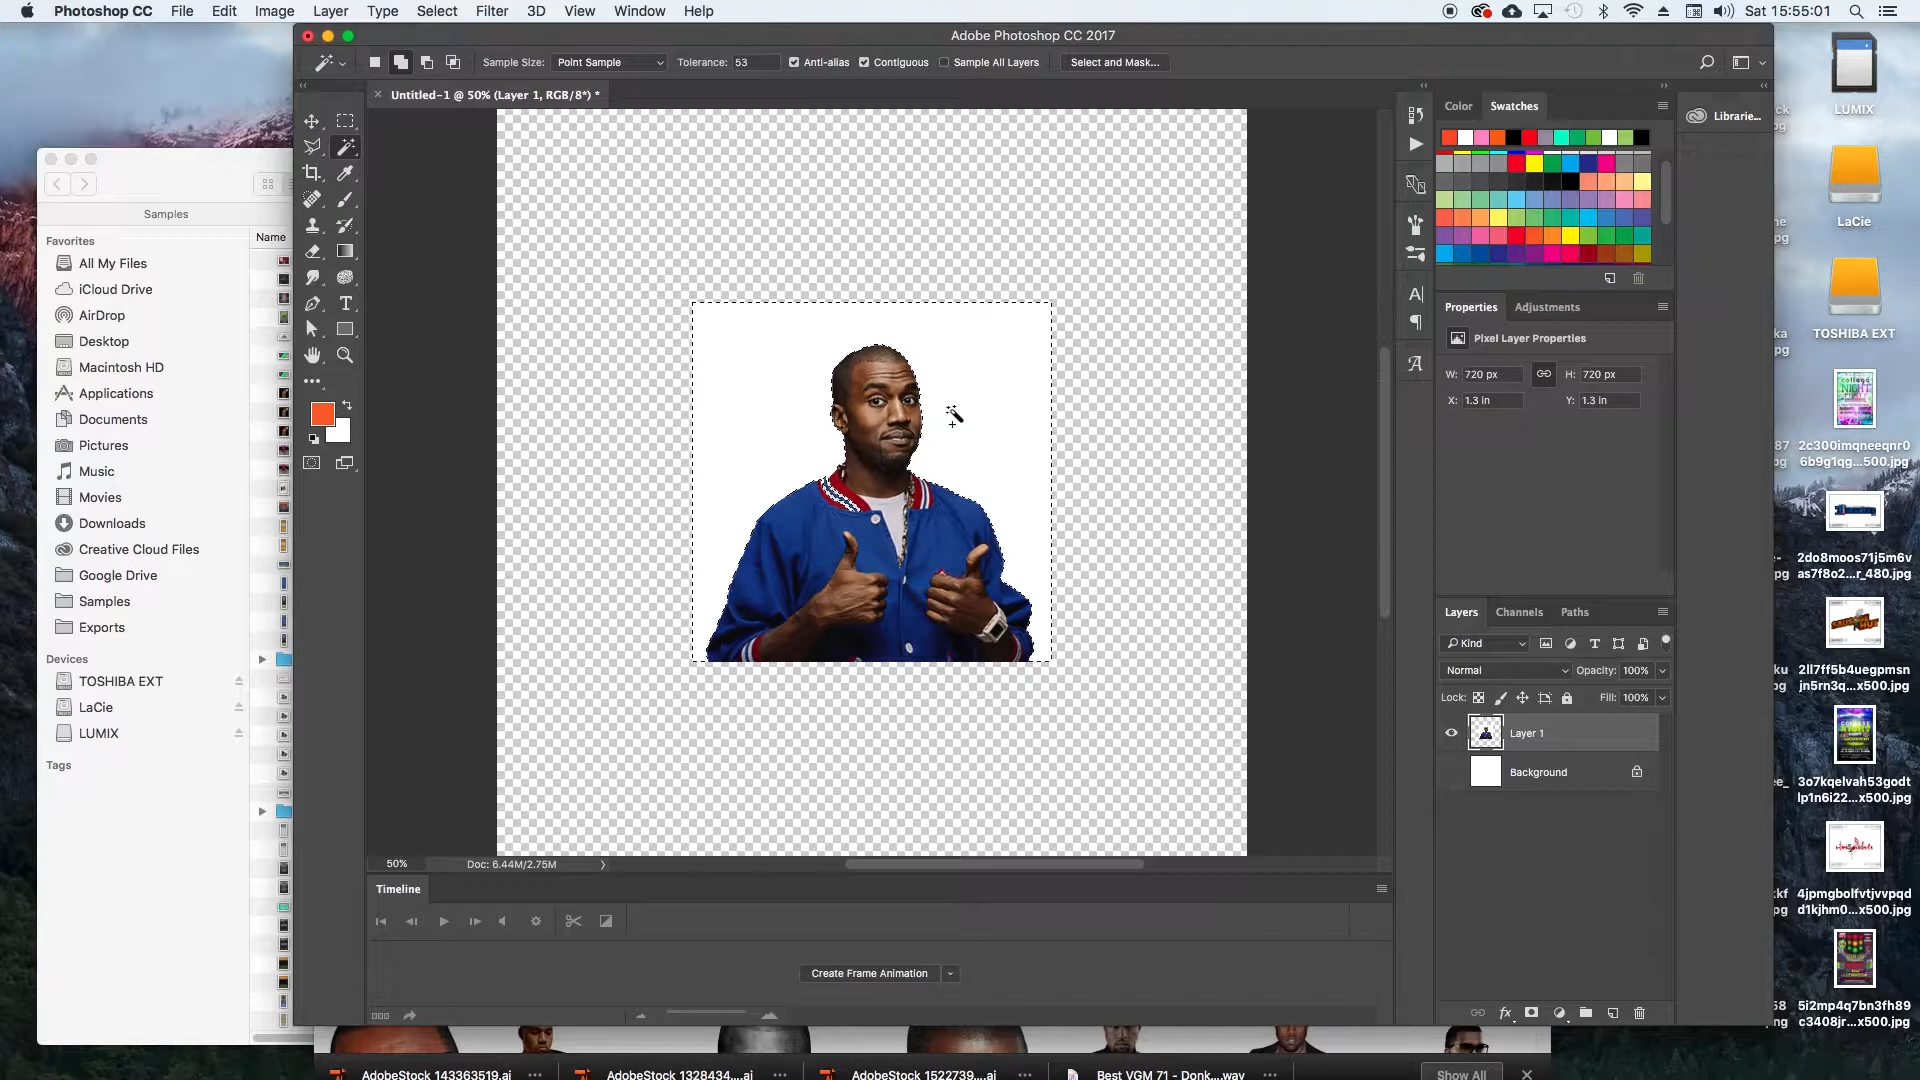 Photoshop CC File Edit Image Layer Type Select Filter 3D View Window Help Sat 15:55:01
Adobe Photoshop CC 2017
Sample Size: Point Sample Tolerance: 53 Anti-alias Contiguous Sample All Layers Select and Mask...
Untitled-1 @ 50% (Layer 1, RGB/8*) *
Samples
Name
Favorites
All My Files
iCloud Drive
AirDrop
Desktop
Macintosh HD
Applications
Documents
Pictures
Music
Movies
Downloads
Creative Cloud Files
Google Drive
Samples
Exports
Devices
TOSHIBA EXT
LaCie
LUMIX
Tags
50% Doc: 6.44M/2.75M
Timeline
Create Frame Animation
Color Swatches
Librarie...
Properties Adjustments
Pixel Layer Properties
W: 720 px H: 720 px
X: 1.3 in Y: 1.3 in
Layers Channels Paths
Kind
Normal Opacity: 100%
Lock: Fill: 100%
Layer 1
Background
LUMIX
LaCie
TOSHIBA EXT
2c300imqneeqnr0
6b9g1qg...500.jpg
2do8moos71j5m6v
as7f8o2...r_480.jpg
2ll7ff5b4uegpmsn
jn5rn3q...x500.jpg
3o7kqelvah53godt
lp1n6i22...x500.jpg
4jpmgbolfvtjvvpqd
d1kjhm0...x500.jpg
5i2mp4q7bn3fh89
c3408jr...x500.jpg
AdobeStock_143363519.ai AdobeStock_1328434....ai AdobeStock_1522739....ai Best VGM 71 - Donk....wav Show All